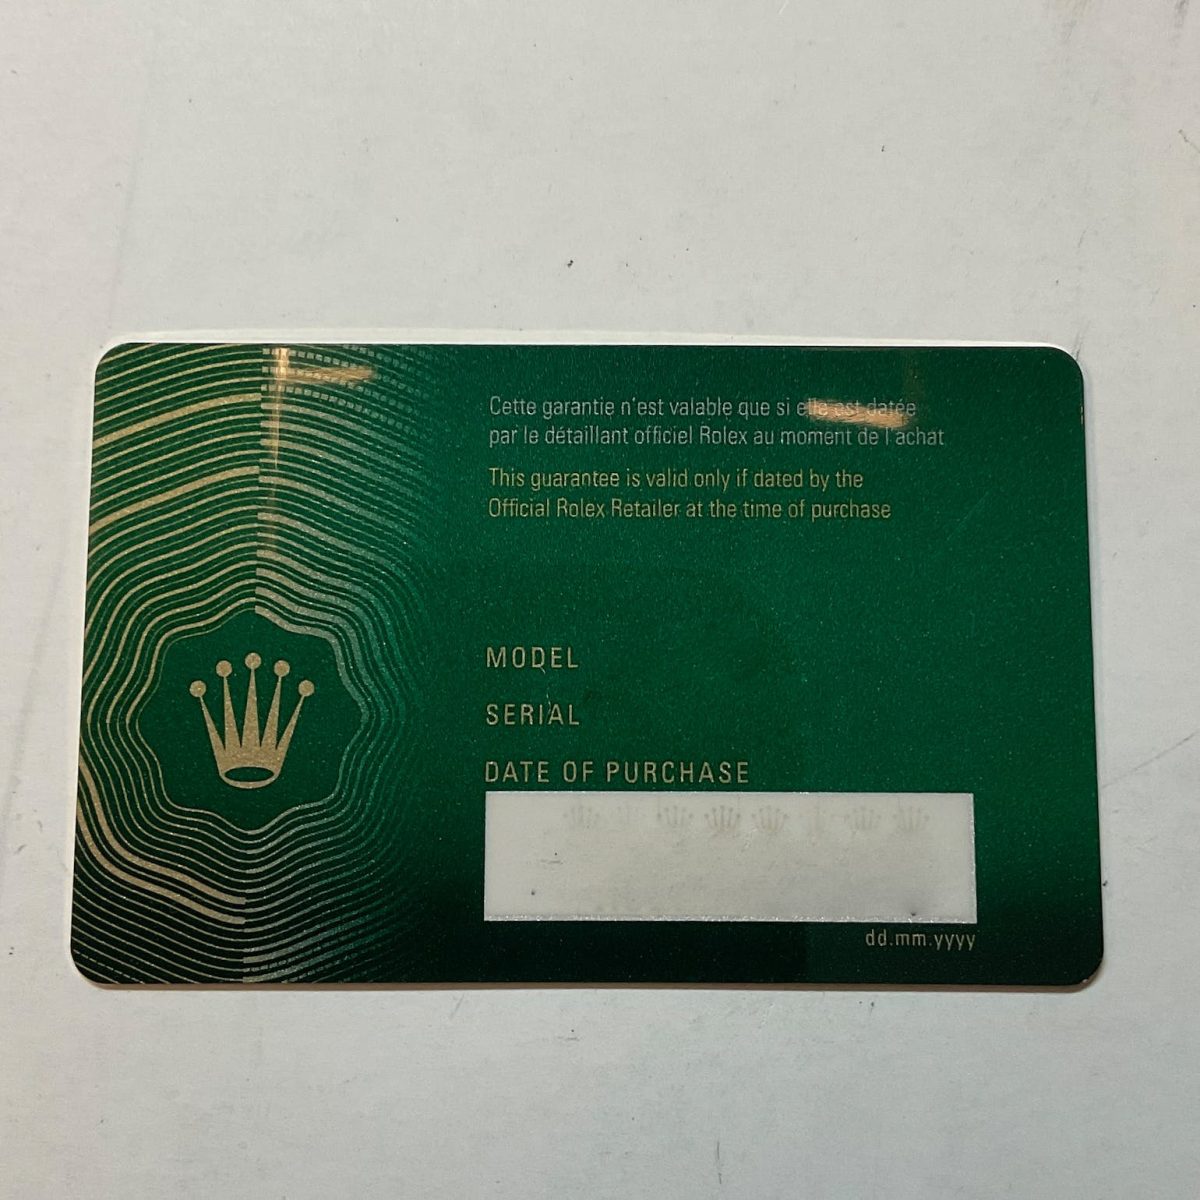 Cette garantie n'est valable que si elle est datée
par le détaillant officiel Rolex au moment de l'achat
This guarantee is valid only if dated by the
Official Rolex Retailer at the time of purchase
MODEL
SERIAL
DATE OF PURCHASE
dd.mm.yyyy